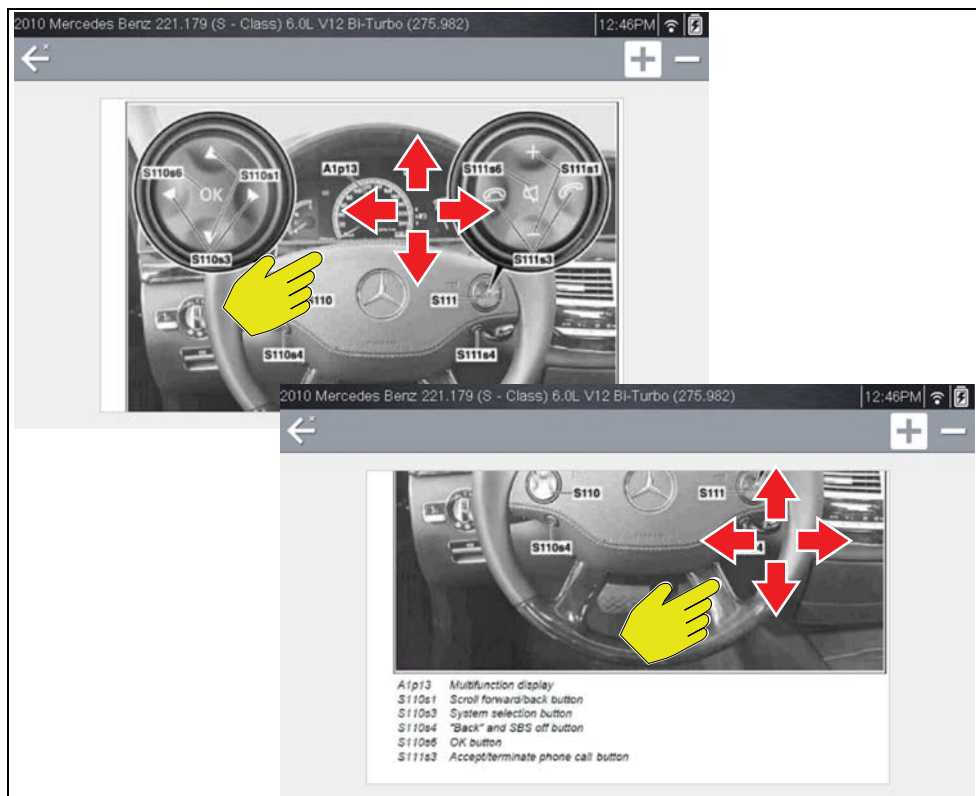 2010 Mercedes Benz 221.179 (S - Class) 6.0L V12 Bi-Turbo (275.982) 12:46PM
A1p13
S110s6
S110s1
OK
S110s3
S111s6
S111s1
S111s3
S110
S111
S110s4
S111s4
2010 Mercedes Benz 221.179 (S - Class) 6.0L V12 Bi-Turbo (275.982) 12:46PM
S110
S111
S110s4
A1p13 Multifunction display
S110s1 Scroll forward/back button
S110s3 System selection button
S110s4 "Back" and SBS off button
S110s6 OK button
S111s3 Accept/terminate phone call button